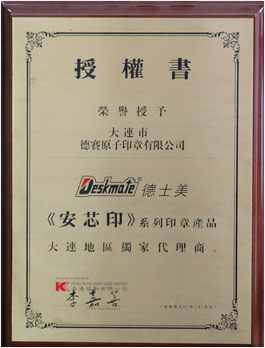 授權書
榮譽授予
大連市
德賽原子印章有限公司
Deskmate® 德士美
《安芯印》系列印章產品
大連地區獨家代理商